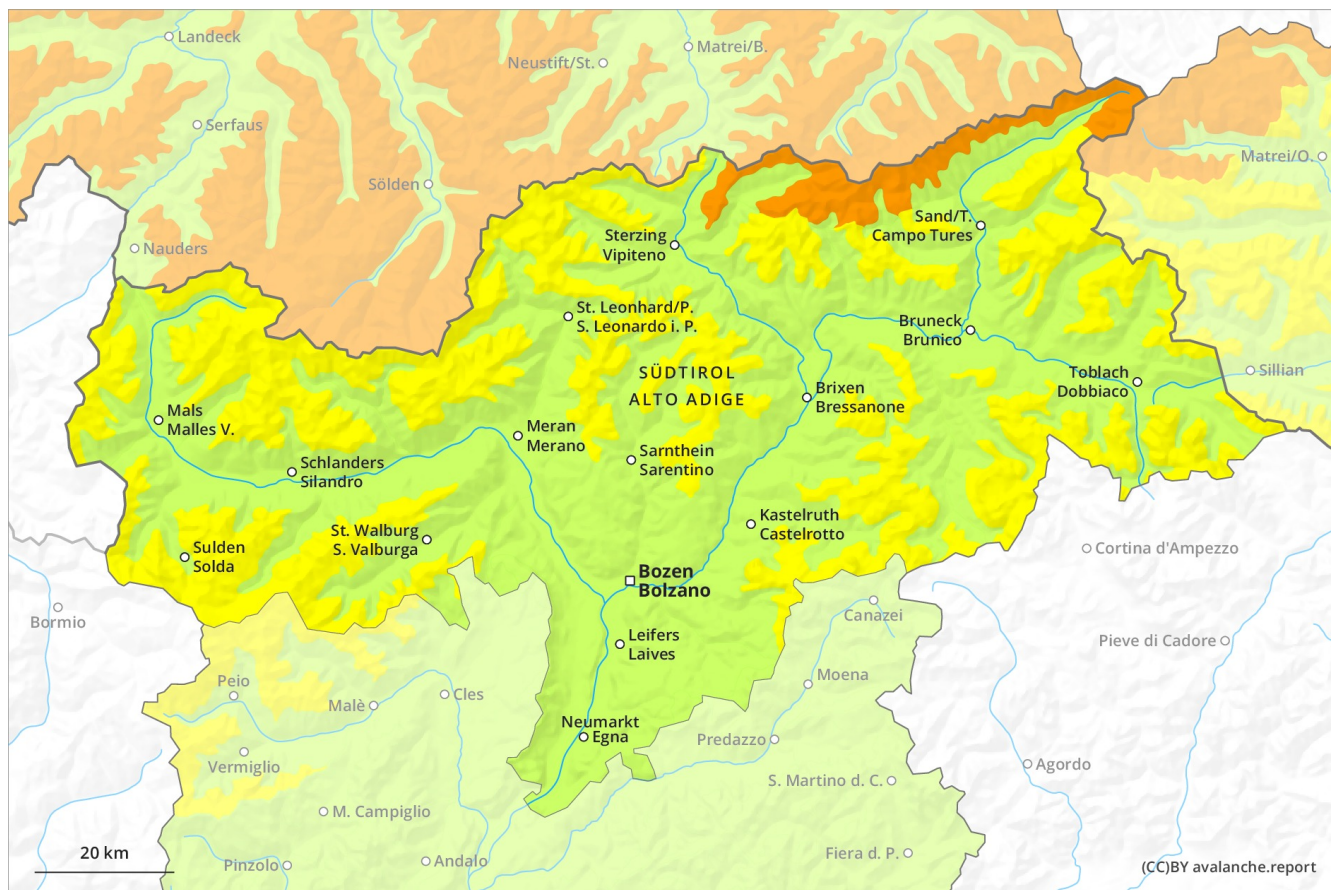 Landeck
Neustift/St.
Matrei/B.
Serfaus
Matrei/O.
Sölden
Nauders
Sand/T.
Campo Tures
Sterzing
Vipiteno
St. Leonhard/P.
S. Leonardo i. P.
Bruneck
Brunico
SÜDTIROL
ALTO ADIGE
Toblach
Dobbiaco
Sillian
Brixen
Bressanone
Mals
Malles V.
Meran
Merano
Sarnthein
Sarentino
Schlanders
Silandro
Kastelruth
Castelrotto
St. Walburg
S. Valburga
Sulden
Solda
Cortina d'Ampezzo
Bozen
Bolzano
Bormio
Canazei
Leifers
Laives
Pieve di Cadore
Peio
Moena
Malè
Cles
Neumarkt
Egna
Predazzo
Vermiglio
Agordo
S. Martino d. C.
M. Campiglio
20 km
Pinzolo
Andalo
Fiera d. P.
(CC)BY avalanche.report